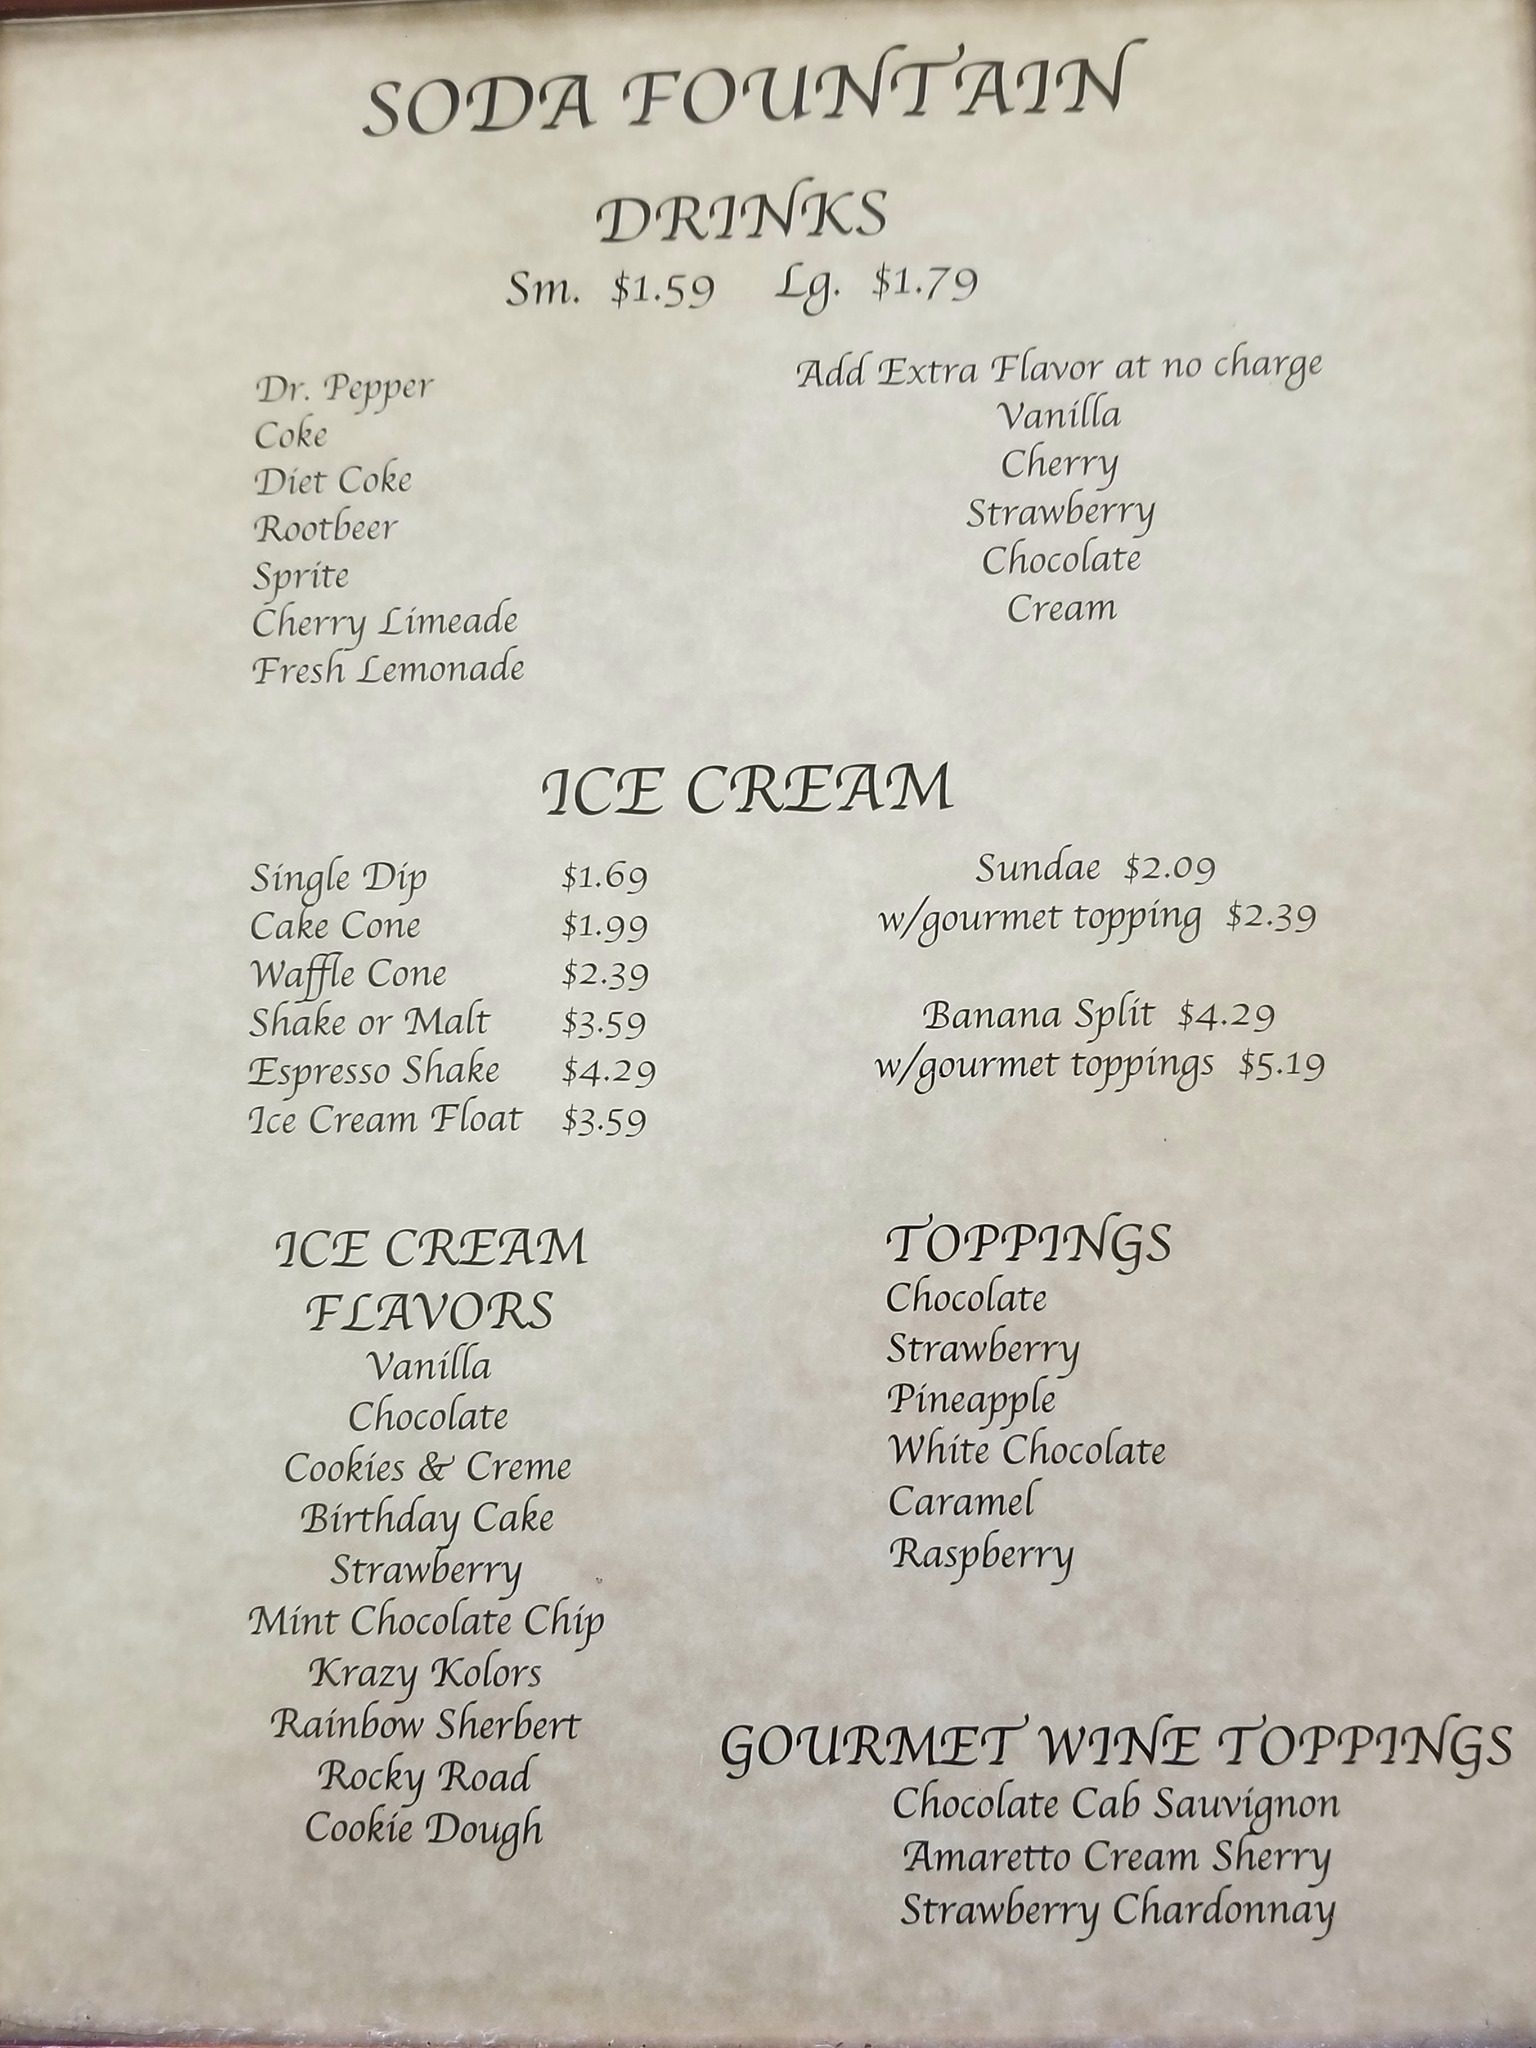 SODA FOUNTAIN
DRINKS
Sm. $1.59 Lg. $1.79
Dr. Pepper
Coke
Diet Coke
Rootbeer
Sprite
Cherry Limeade
Fresh Lemonade
Add Extra Flavor at no charge
Vanilla
Cherry
Strawberry
Chocolate
Cream
ICE CREAM
Single Dip $1.69
Cake Cone $1.99
Waffle Cone $2.39
Shake or Malt $3.59
Espresso Shake $4.29
Ice Cream Float $3.59
Sundae $2.09
w/gourmet topping $2.39
Banana Split $4.29
w/gourmet toppings $5.19
ICE CREAM
FLAVORS
Vanilla
Chocolate
Cookies & Creme
Birthday Cake
Strawberry
Mint Chocolate Chip
Krazy Kolors
Rainbow Sherbert
Rocky Road
Cookie Dough
TOPPINGS
Chocolate
Strawberry
Pineapple
White Chocolate
Caramel
Raspberry
GOURMET WINE TOPPINGS
Chocolate Cab Sauvignon
Amaretto Cream Sherry
Strawberry Chardonnay